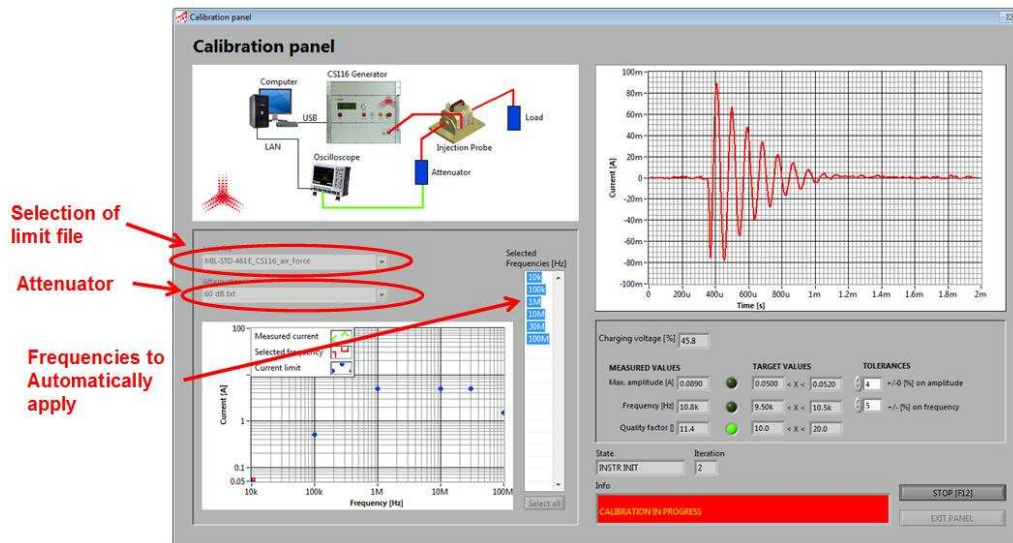 Calibration panel
Calibration panel
Computer
CS116 Generator
USB
LAN
Oscilloscope
Injection Probe
Attenuator
Load
Selection of
limit file
MIL-STD-461E_CS116_air_force
Attenuator
60 dB.txt
Frequencies to
Automatically
apply
Selected
Frequencies [Hz]
10k
100k
1M
10M
30M
100M
Select all
Measured current
Selected frequency
Current limit
Current [A]
100
1
0.1
0.05
10k 100k 1M 10M 100M
Frequency [Hz]
Current [A]
100m
80m
60m
40m
20m
0
-20m
-40m
-60m
-80m
-100m
0 200u 400u 600u 800u 1m 1.2m 1.4m 1.6m 1.8m 2m
Time [s]
Charging voltage [%] 45.8
MEASURED VALUES TARGET VALUES TOLERANCES
Max. amplitude [A] 0.0890 0.0500 < X < 0.0520 4 +/-0 [%] on amplitude
Frequency [Hz] 10.8k 9.50k < X < 10.5k 5 +/- [%] on frequency
Quality factor [] 11.4 10.0 < X < 20.0
State Iteration
INSTR INIT 2
Info
CALIBRATION IN PROGRESS
STOP [F12]
EXIT PANEL